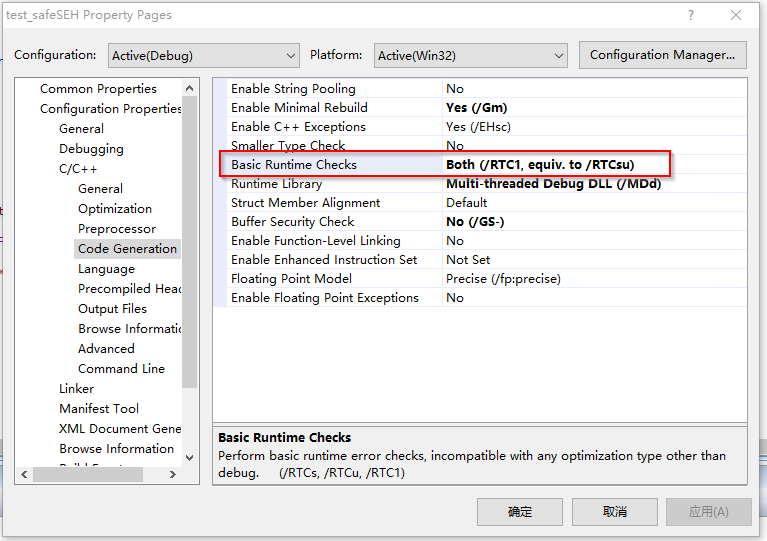 test_safeSEH Property Pages
Configuration: Active(Debug) Platform: Active(Win32) Configuration Manager...
Common Properties
Configuration Properties
General
Debugging
C/C++
General
Optimization
Preprocessor
Code Generation
Language
Precompiled Head
Output Files
Browse Informatio
Advanced
Command Line
Linker
Manifest Tool
XML Document Gene
Browse Information
Enable String Pooling No
Enable Minimal Rebuild Yes (/Gm)
Enable C++ Exceptions Yes (/EHsc)
Smaller Type Check No
Basic Runtime Checks Both (/RTC1, equiv. to /RTCsu)
Runtime Library Multi-threaded Debug DLL (/MDd)
Struct Member Alignment Default
Buffer Security Check No (/GS-)
Enable Function-Level Linking No
Enable Enhanced Instruction Set Not Set
Floating Point Model Precise (/fp:precise)
Enable Floating Point Exceptions No
Basic Runtime Checks
Perform basic runtime error checks, incompatible with any optimization type other than
debug. (/RTCs, /RTCu, /RTC1)
确定 取消 应用(A)